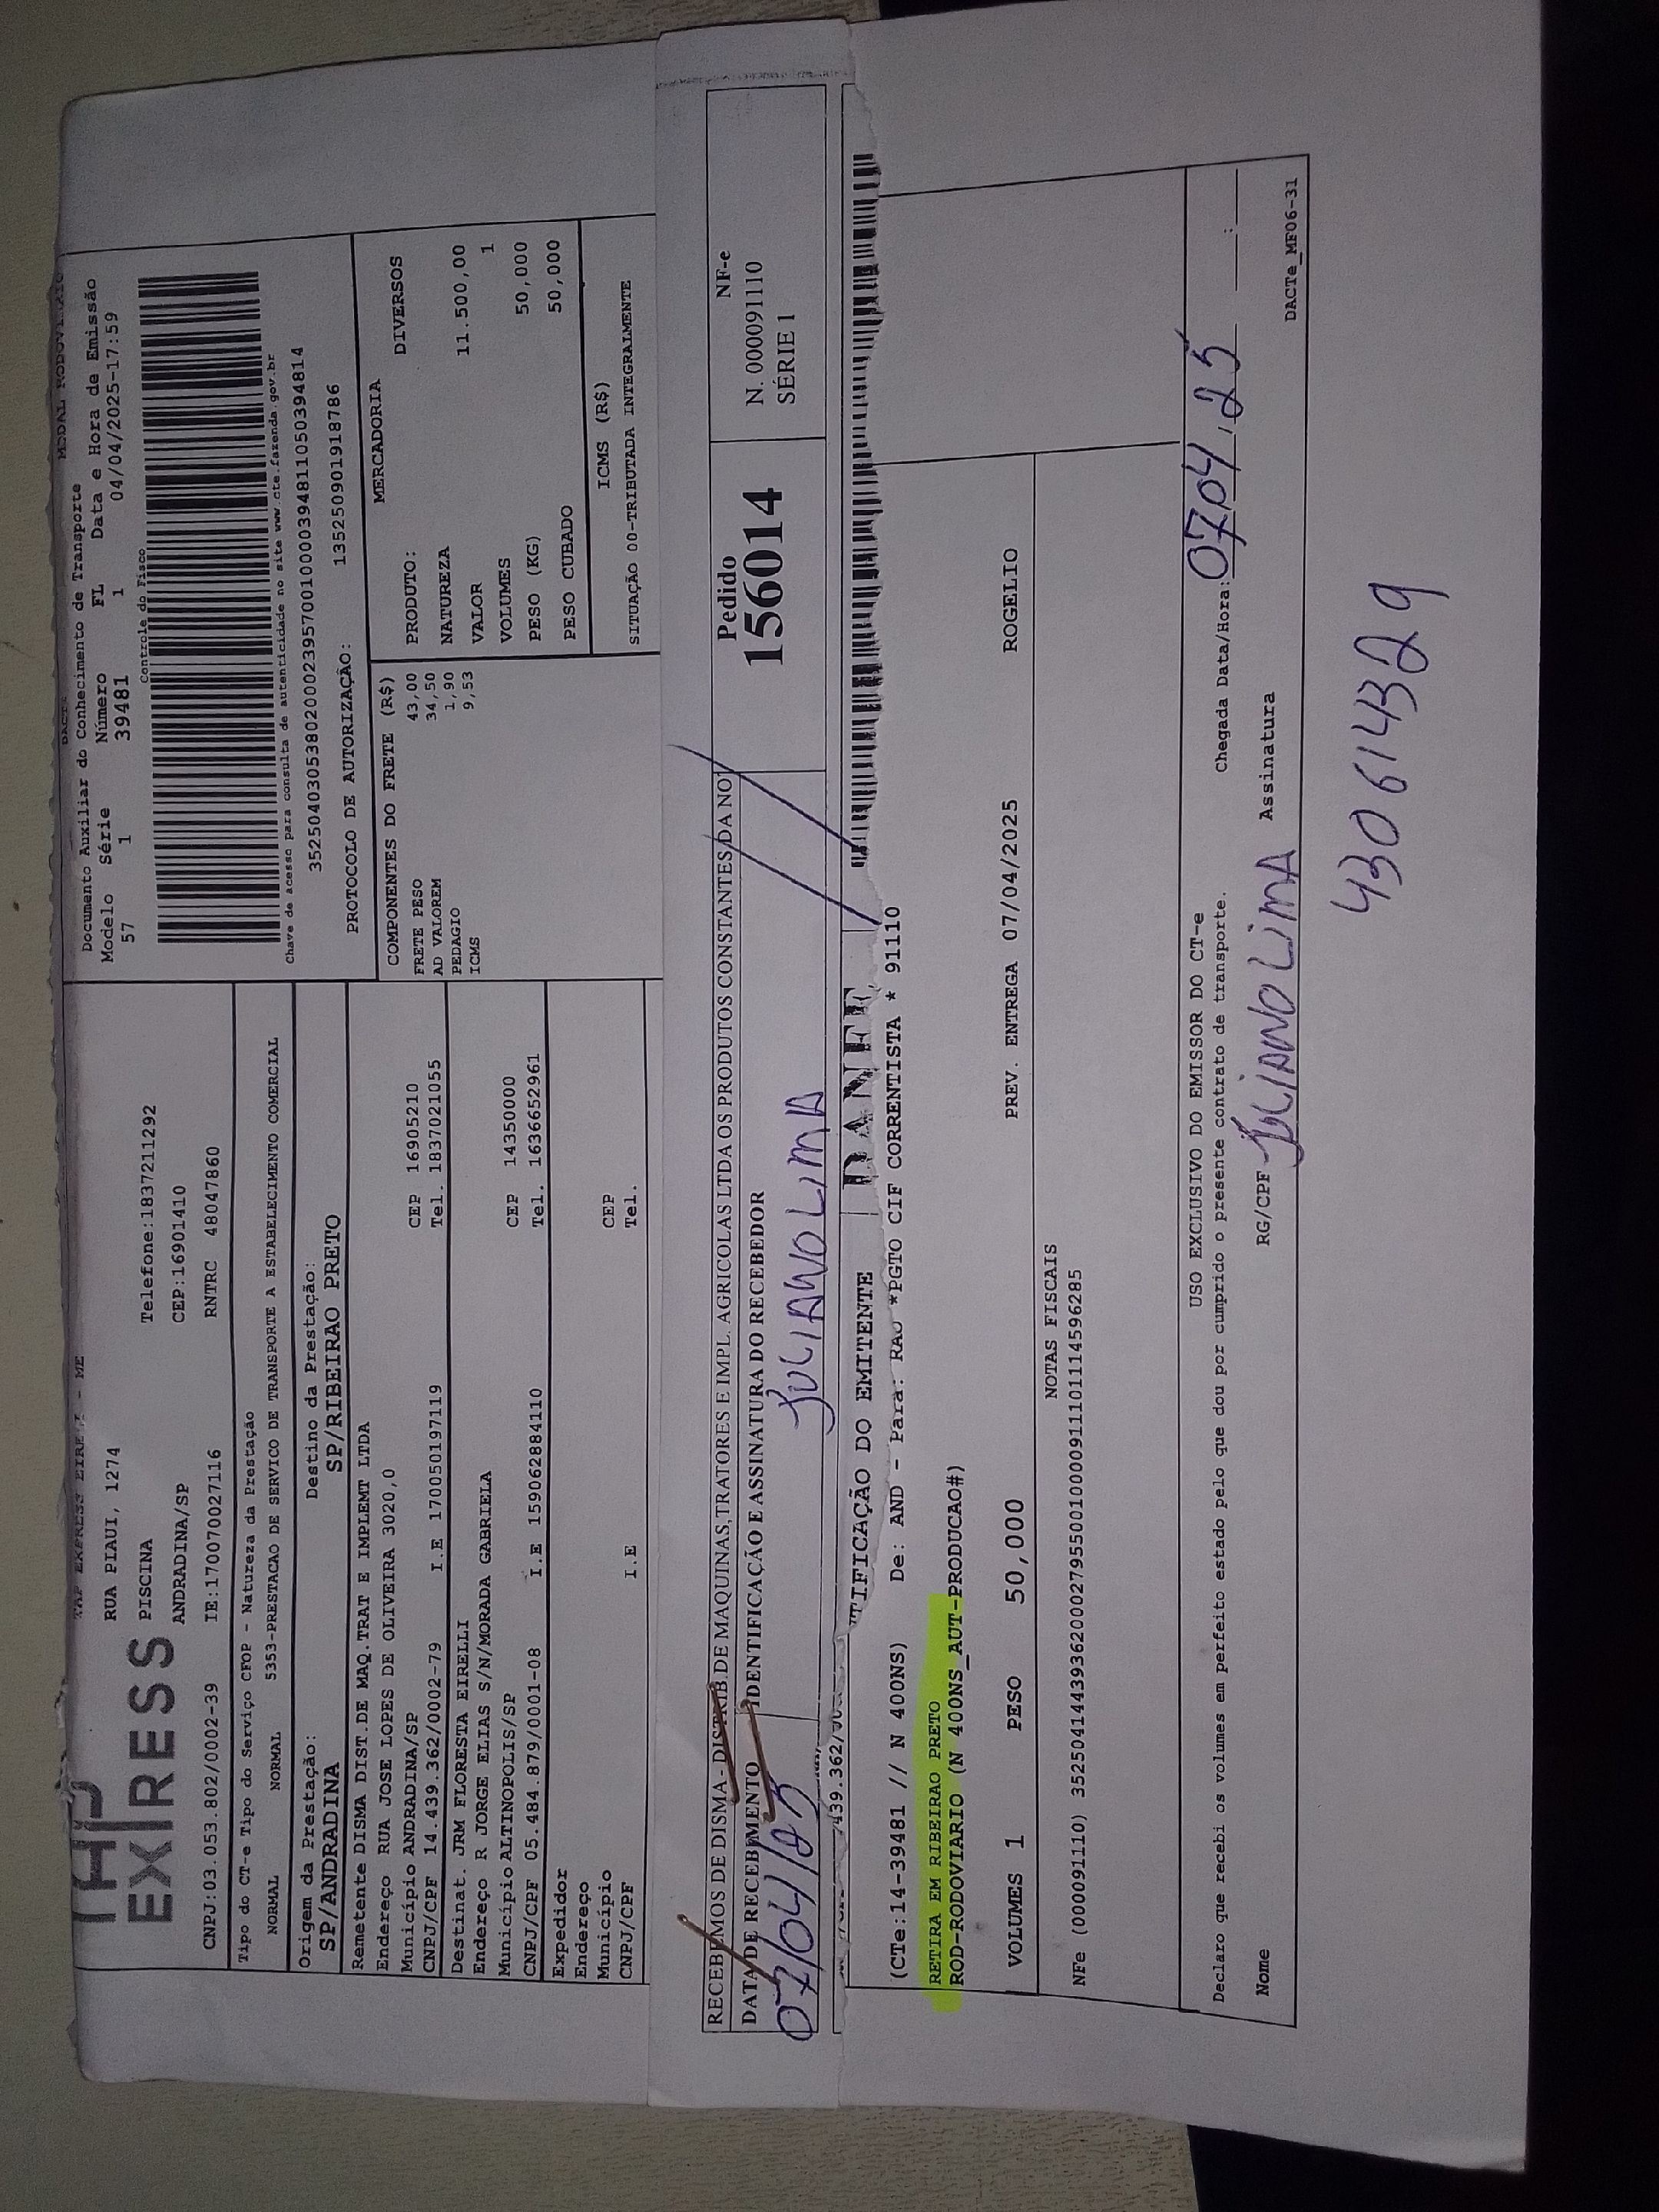 TAP EXPRESS EIRELI - ME
EXPRESS
RUA PIAUI, 1274
PISCINA
Telefone:1837211292
ANDRADINA/SP
CEP:16901410
CNPJ:03.053.802/0002-39
IE:170070027116
RNTRC 48047860
DACTE
MODAL RODOVIARIO
Documento Auxiliar do Conhecimento de Transporte
Modelo Série Número FL Data e Hora de Emissão
57 1 39481 1 04/04/2025-17:59
Controle do Fisco
Chave de acesso para consulta de autenticidade no site www.cte.fazenda.gov.br
35250403053802000239570010000394811050394814
PROTOCOLO DE AUTORIZAÇÃO: 135250901918786
Tipo do CT-e Tipo do Serviço CFOP - Natureza da Prestação
NORMAL NORMAL 5353-PRESTACAO DE SERVICO DE TRANSPORTE A ESTABELECIMENTO COMERCIAL
Origem da Prestação: Destino da Prestação:
SP/ANDRADINA SP/RIBEIRAO PRETO
Remetente DISMA DIST.DE MAQ.TRAT E IMPLEMT LTDA
Endereço RUA JOSE LOPES DE OLIVEIRA 3020,0
Município ANDRADINA/SP CEP 16905210
CNPJ/CPF 14.439.362/0002-79 I.E 170050197119 Tel. 1837021055
Destinat. JRM FLORESTA EIRELLI
Endereço R JORGE ELIAS S/N/MORADA GABRIELA
Município ALTINOPOLIS/SP CEP 14350000
CNPJ/CPF 05.484.879/0001-08 I.E 159062884110 Tel. 1636652961
Expedidor
Endereço
Município CEP
CNPJ/CPF I.E Tel.
COMPONENTES DO FRETE (R$)
FRETE PESO 43,00
AD VALOREM 34,50
PEDAGIO 1,90
ICMS 9,53
MERCADORIA
PRODUTO: DIVERSOS
NATUREZA
VALOR 11.500,00
VOLUMES 1
PESO (KG) 50,000
PESO CUBADO 50,000
ICMS (R$)
SITUAÇÃO 00-TRIBUTADA INTEGRALMENTE
RECEBEMOS DE DISMA - DISTRIB.DE MAQUINAS,TRATORES E IMPL. AGRICOLAS LTDA OS PRODUTOS CONSTANTES DA NO
DATA DE RECEBIMENTO IDENTIFICAÇÃO E ASSINATURA DO RECEBEDOR
07/04/25 JULIANO LIMA
Pedido
156014
NF-e
N. 000091110
SÉRIE 1
439.362/
TIFICAÇÃO DO EMITENTE DANFE
(CTe:14-39481 // N 400NS) De: AND - Para: RAO *PGTO CIF CORRENTISTA * 91110
RETIRA EM RIBEIRAO PRETO
ROD-RODOVIARIO (N 400NS_AUT-PRODUCAO#)
VOLUMES 1 PESO 50,000 PREV. ENTREGA 07/04/2025 ROGELIO
NOTAS FISCAIS
NFe (000091110) 35250414439362000279550010000911101114596285
USO EXCLUSIVO DO EMISSOR DO CT-e
Declaro que recebi os volumes em perfeito estado pelo que dou por cumprido o presente contrato de transporte. Chegada Data/Hora: 07,04,25 :
Nome RG/CPF JULIANO LIMA Assinatura
DACTe_MF06-31
430614329